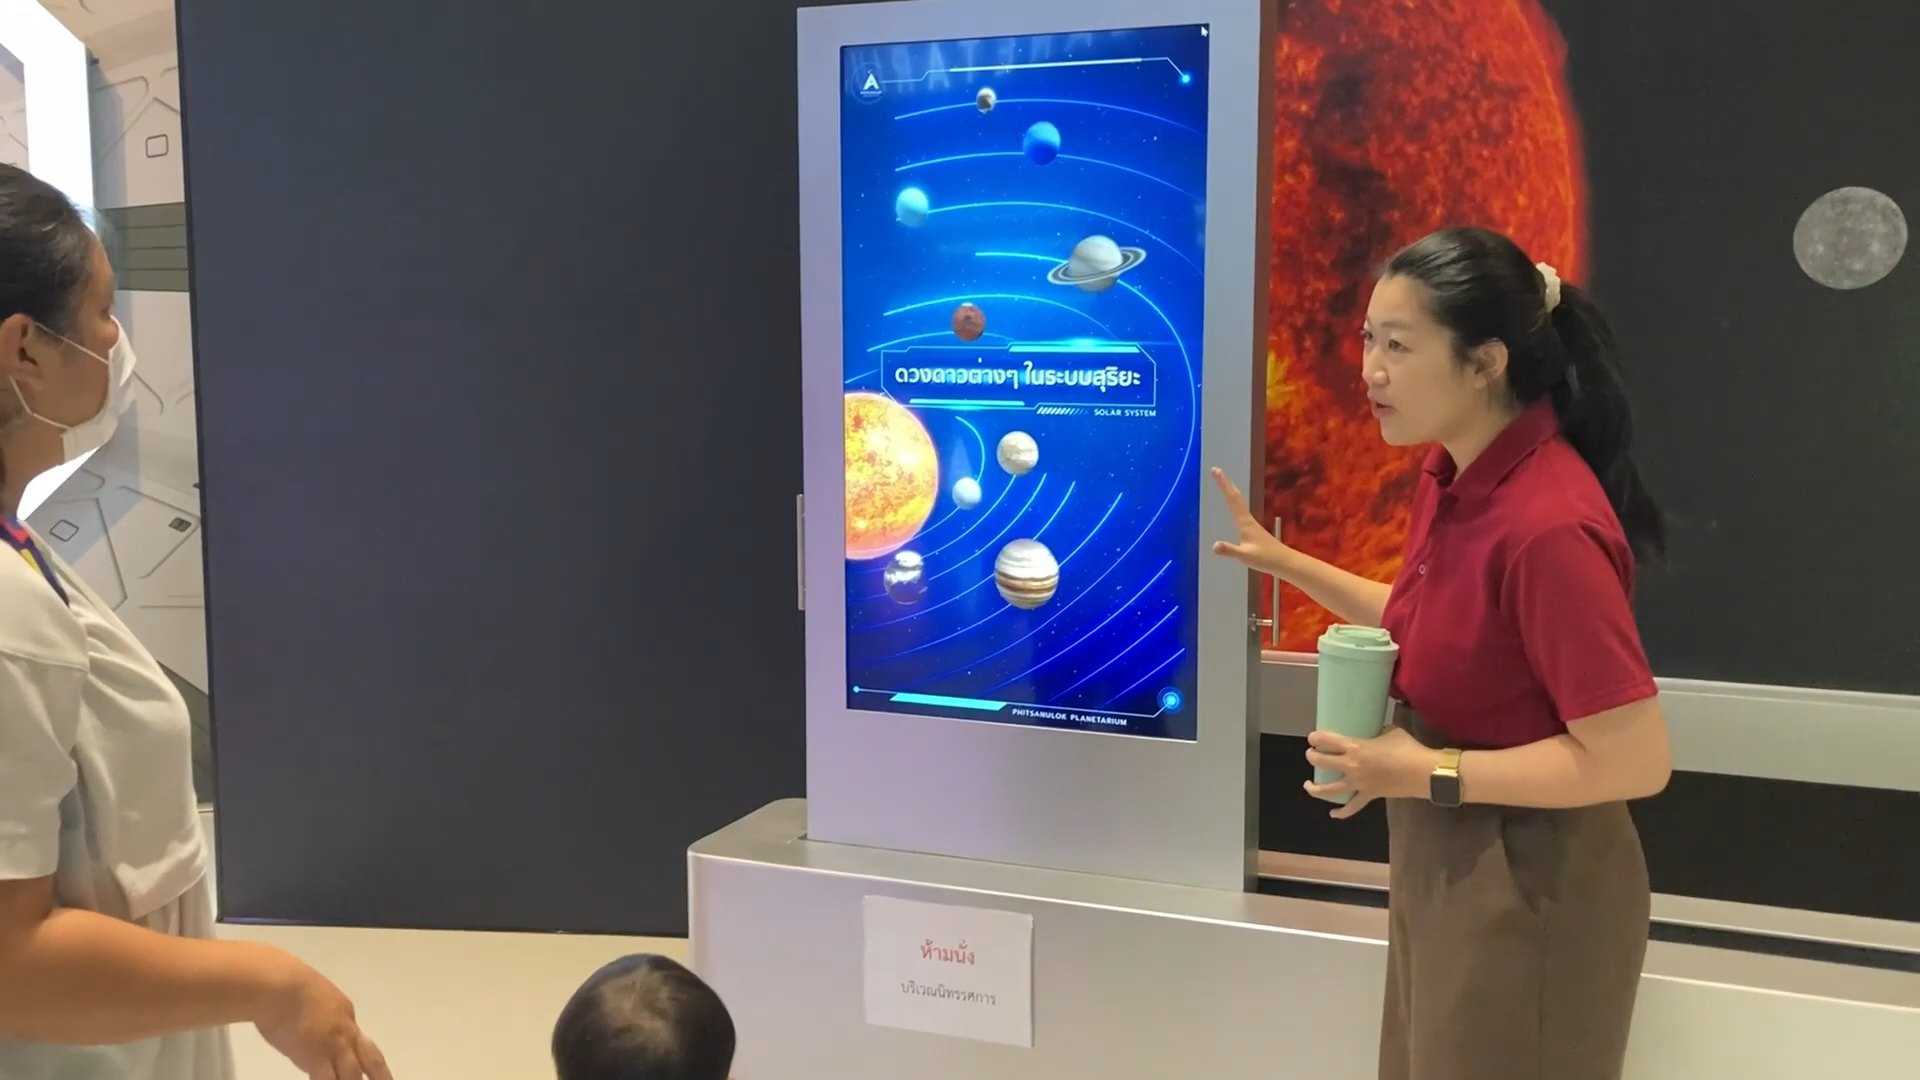 ดวงดาวต่างๆ ในระบบสุริยะ
SOLAR SYSTEM
PHITSANULOK PLANETARIUM
ห้ามนั่ง
บริเวณนิทรรศการ